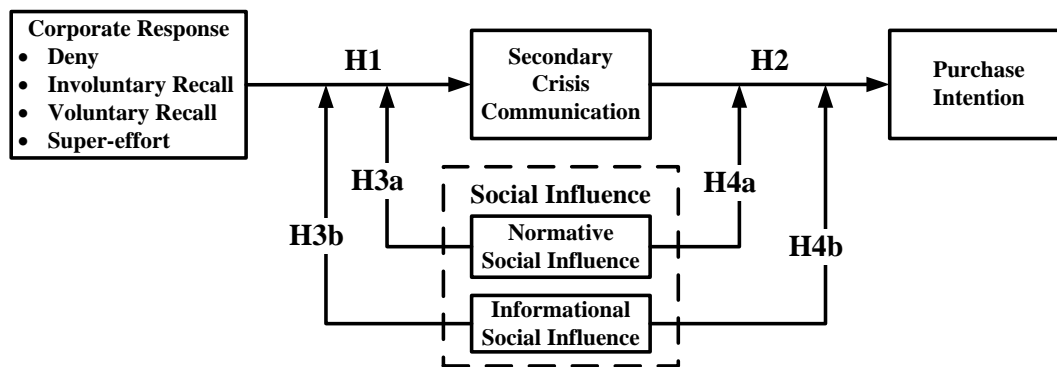 Corporate Response
• Deny
• Involuntary Recall
• Voluntary Recall
• Super-effort
H1
Secondary
Crisis
Communication
H2
Purchase
Intention
H3a
H3b
Social Influence
Normative
Social Influence
Informational
Social Influence
H4a
H4b